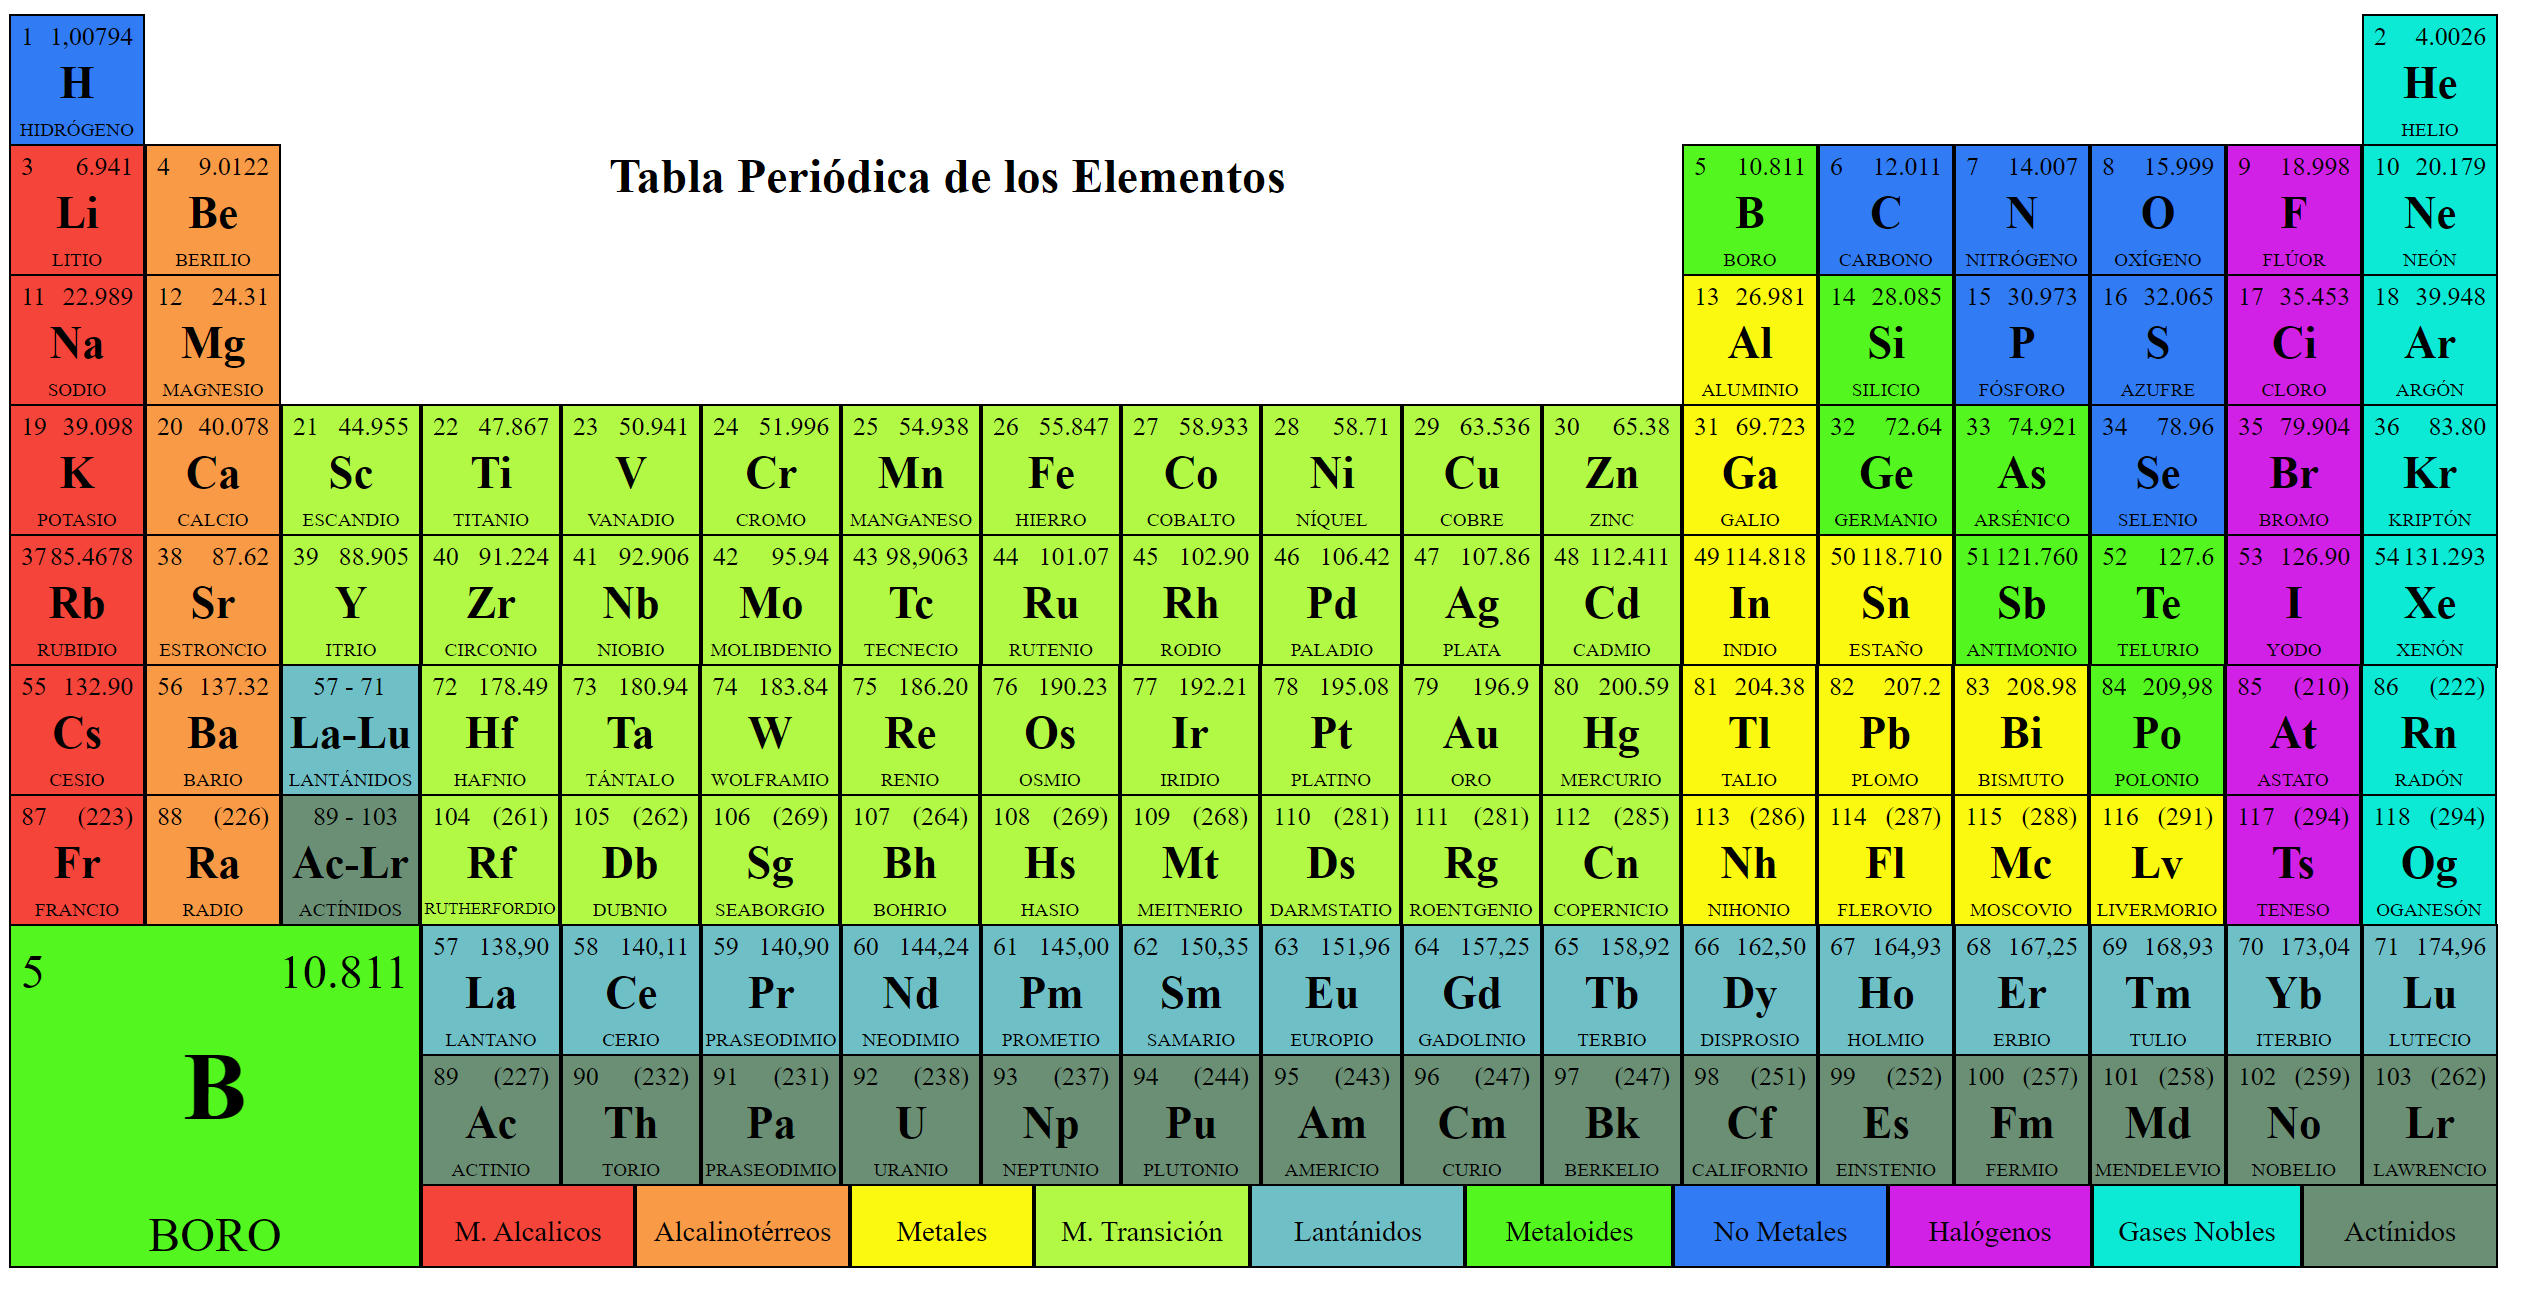 1 1,00794
H
HIDRÓGENO
2 4.0026
He
HELIO
Tabla Periódica de los Elementos
3 6.941
Li
LITIO
4 9.0122
Be
BERILIO
5 10.811
B
BORO
6 12.011
C
CARBONO
7 14.007
N
NITRÓGENO
8 15.999
O
OXÍGENO
9 18.998
F
FLÚOR
10 20.179
Ne
NEÓN
11 22.989
Na
SODIO
12 24.31
Mg
MAGNESIO
13 26.981
Al
ALUMINIO
14 28.085
Si
SILICIO
15 30.973
P
FÓSFORO
16 32.065
S
AZUFRE
17 35.453
Ci
CLORO
18 39.948
Ar
ARGÓN
19 39.098
K
POTASIO
20 40.078
Ca
CALCIO
21 44.955
Sc
ESCANDIO
22 47.867
Ti
TITANIO
23 50.941
V
VANADIO
24 51.996
Cr
CROMO
25 54.938
Mn
MANGANESO
26 55.847
Fe
HIERRO
27 58.933
Co
COBALTO
28 58.71
Ni
NÍQUEL
29 63.536
Cu
COBRE
30 65.38
Zn
ZINC
31 69.723
Ga
GALIO
32 72.64
Ge
GERMANIO
33 74.921
As
ARSÉNICO
34 78.96
Se
SELENIO
35 79.904
Br
BROMO
36 83.80
Kr
KRIPTÓN
37 85.4678
Rb
RUBIDIO
38 87.62
Sr
ESTRONCIO
39 88.905
Y
ITRIO
40 91.224
Zr
CIRCONIO
41 92.906
Nb
NIOBIO
42 95.94
Mo
MOLIBDENIO
43 98,9063
Tc
TECNECIO
44 101.07
Ru
RUTENIO
45 102.90
Rh
RODIO
46 106.42
Pd
PALADIO
47 107.86
Ag
PLATA
48 112.411
Cd
CADMIO
49 114.818
In
INDIO
50 118.710
Sn
ESTAÑO
51 121.760
Sb
ANTIMONIO
52 127.6
Te
TELURIO
53 126.90
I
YODO
54 131.293
Xe
XENÓN
55 132.90
Cs
CESIO
56 137.32
Ba
BARIO
57 - 71
La-Lu
LANTÁNIDOS
72 178.49
Hf
HAFNIO
73 180.94
Ta
TÁNTALO
74 183.84
W
WOLFRAMIO
75 186.20
Re
RENIO
76 190.23
Os
OSMIO
77 192.21
Ir
IRIDIO
78 195.08
Pt
PLATINO
79 196.9
Au
ORO
80 200.59
Hg
MERCURIO
81 204.38
Tl
TALIO
82 207.2
Pb
PLOMO
83 208.98
Bi
BISMUTO
84 209,98
Po
POLONIO
85 (210)
At
ASTATO
86 (222)
Rn
RADÓN
87 (223)
Fr
FRANCIO
88 (226)
Ra
RADIO
89 - 103
Ac-Lr
ACTÍNIDOS
104 (261)
Rf
RUTHERFORDIO
105 (262)
Db
DUBNIO
106 (269)
Sg
SEABORGIO
107 (264)
Bh
BOHRIO
108 (269)
Hs
HASIO
109 (268)
Mt
MEITNERIO
110 (281)
Ds
DARMSTATIO
111 (281)
Rg
ROENTGENIO
112 (285)
Cn
COPERNICIO
113 (286)
Nh
NIHONIO
114 (287)
Fl
FLEROVIO
115 (288)
Mc
MOSCOVIO
116 (291)
Lv
LIVERMORIO
117 (294)
Ts
TENESO
118 (294)
Og
OGANESÓN
5 10.811
B
BORO
57 138,90
La
LANTANO
58 140,11
Ce
CERIO
59 140,90
Pr
PRASEODIMIO
60 144,24
Nd
NEODIMIO
61 145,00
Pm
PROMETIO
62 150,35
Sm
SAMARIO
63 151,96
Eu
EUROPIO
64 157,25
Gd
GADOLINIO
65 158,92
Tb
TERBIO
66 162,50
Dy
DISPROSIO
67 164,93
Ho
HOLMIO
68 167,25
Er
ERBIO
69 168,93
Tm
TULIO
70 173,04
Yb
ITERBIO
71 174,96
Lu
LUTECIO
89 (227)
Ac
ACTINIO
90 (232)
Th
TORIO
91 (231)
Pa
PRASEODIMIO
92 (238)
U
URANIO
93 (237)
Np
NEPTUNIO
94 (244)
Pu
PLUTONIO
95 (243)
Am
AMERICIO
96 (247)
Cm
CURIO
97 (247)
Bk
BERKELIO
98 (251)
Cf
CALIFORNIO
99 (252)
Es
EINSTENIO
100 (257)
Fm
FERMIO
101 (258)
Md
MENDELEVIO
102 (259)
No
NOBELIO
103 (262)
Lr
LAWRENCIO
M. Alcalicos
Alcalinotérreos
Metales
M. Transición
Lantánidos
Metaloides
No Metales
Halógenos
Gases Nobles
Actínidos